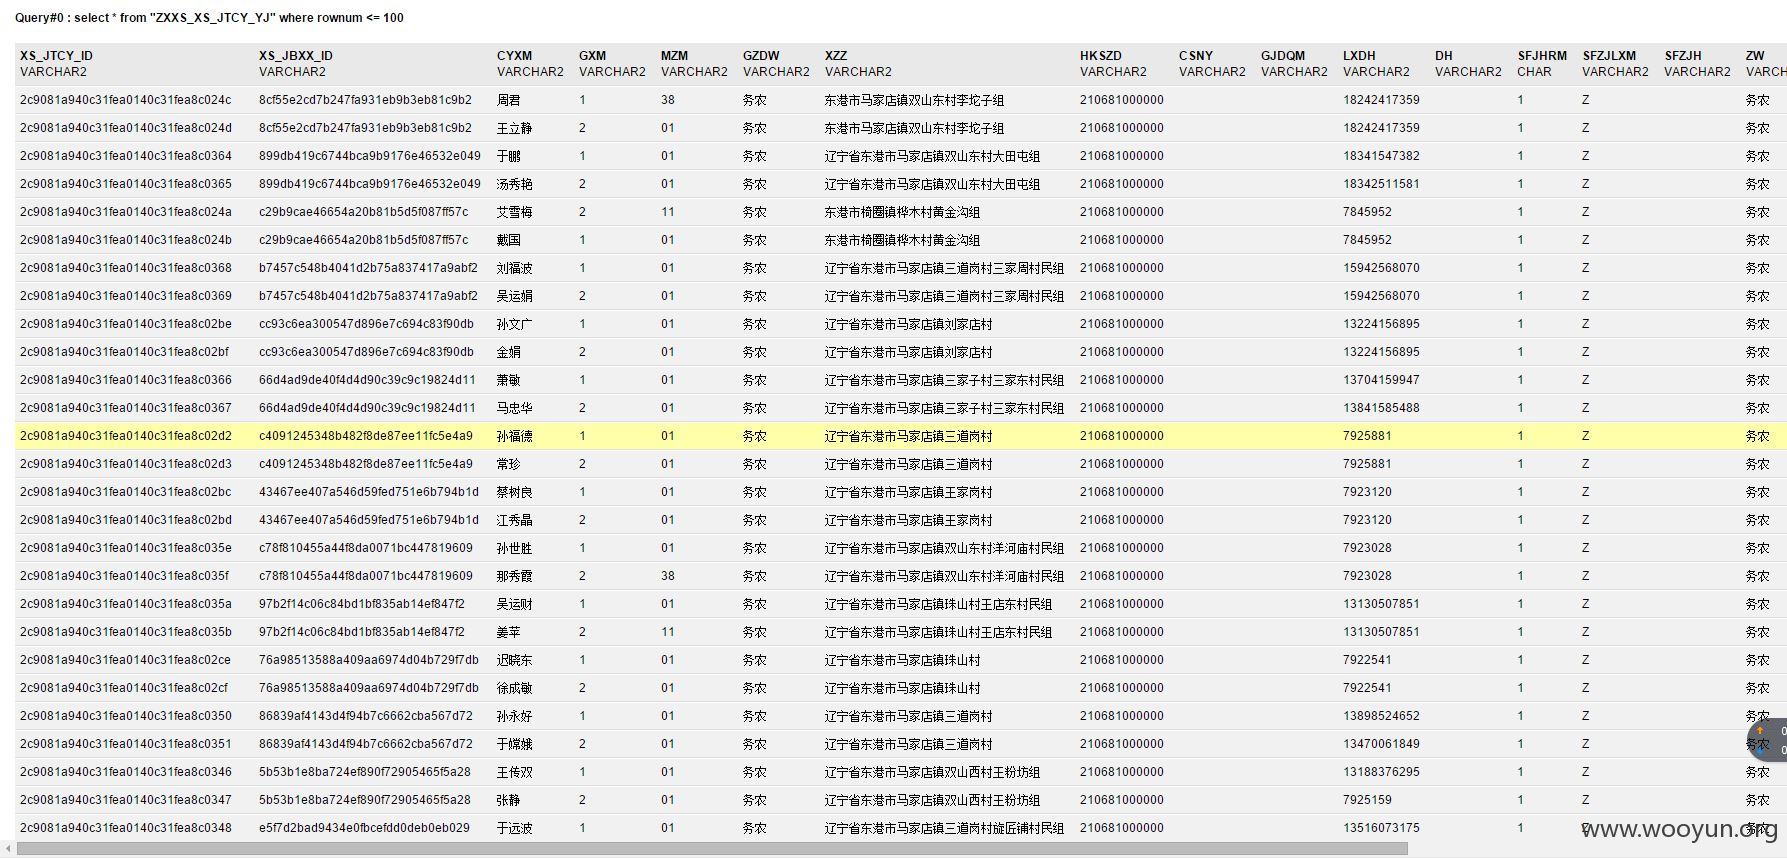 Query#0 : select * from "ZXXS_XS_JTCY_YJ" where rownum <= 100
XS_JTCY_ID XS_JBXX_ID CYXM GXM MZM GZDW XZZ HKSZD CSNY GJDQM LXDH DH SFJHRM SFZJLXM SFZJH ZW
VARCHAR2 VARCHAR2 VARCHAR2 VARCHAR2 VARCHAR2 VARCHAR2 VARCHAR2 VARCHAR2 VARCHAR2 VARCHAR2 VARCHAR2 VARCHAR2 CHAR VARCHAR2 VARCHAR2 VARCH
2c9081a940c31fea0140c31fea8c024c 8cf55e2cd7b247fa931eb9b3eb81c9b2 周君 1 38 务农 东港市马家店镇双山东村李坨子组 210681000000 18242417359 1 Z 务农
2c9081a940c31fea0140c31fea8c024d 8cf55e2cd7b247fa931eb9b3eb81c9b2 王立静 2 01 务农 东港市马家店镇双山东村李坨子组 210681000000 18242417359 1 Z 务农
2c9081a940c31fea0140c31fea8c0364 899db419c6744bca9b9176e46532e049 于鹏 1 01 务农 辽宁省东港市马家店镇双山东村大田屯组 210681000000 18341547382 1 Z 务农
2c9081a940c31fea0140c31fea8c0365 899db419c6744bca9b9176e46532e049 汤秀艳 2 01 务农 辽宁省东港市马家店镇双山东村大田屯组 210681000000 18342511581 1 Z 务农
2c9081a940c31fea0140c31fea8c024a c29b9cae46654a20b81b5d5f087ff57c 艾雪梅 2 11 务农 东港市椅圈镇桦木村黄金沟组 210681000000 7845952 1 Z 务农
2c9081a940c31fea0140c31fea8c024b c29b9cae46654a20b81b5d5f087ff57c 戴国 1 01 务农 东港市椅圈镇桦木村黄金沟组 210681000000 7845952 1 Z 务农
2c9081a940c31fea0140c31fea8c0368 b7457c548b4041d2b75a837417a9abf2 刘福波 1 01 务农 辽宁省东港市马家店镇三道岗村三家周村民组 210681000000 15942568070 1 Z 务农
2c9081a940c31fea0140c31fea8c0369 b7457c548b4041d2b75a837417a9abf2 吴运娟 2 01 务农 辽宁省东港市马家店镇三道岗村三家周村民组 210681000000 15942568070 1 Z 务农
2c9081a940c31fea0140c31fea8c02be cc93c6ea300547d896e7c694c83f90db 孙文广 1 01 务农 辽宁省东港市马家店镇刘家店村 210681000000 13224156895 1 Z 务农
2c9081a940c31fea0140c31fea8c02bf cc93c6ea300547d896e7c694c83f90db 金娟 2 01 务农 辽宁省东港市马家店镇刘家店村 210681000000 13224156895 1 Z 务农
2c9081a940c31fea0140c31fea8c0366 66d4ad9de40f4d4d90c39c9c19824d11 萧敏 1 01 务农 辽宁省东港市马家店镇三家子村三家东村民组 210681000000 13704159947 1 Z 务农
2c9081a940c31fea0140c31fea8c0367 66d4ad9de40f4d4d90c39c9c19824d11 马忠华 2 01 务农 辽宁省东港市马家店镇三家子村三家东村民组 210681000000 13841585488 1 Z 务农
2c9081a940c31fea0140c31fea8c02d2 c4091245348b482f8de87ee11fc5e4a9 孙福德 1 01 务农 辽宁省东港市马家店镇三道岗村 210681000000 7925881 1 Z 务农
2c9081a940c31fea0140c31fea8c02d3 c4091245348b482f8de87ee11fc5e4a9 常珍 2 01 务农 辽宁省东港市马家店镇三道岗村 210681000000 7925881 1 Z 务农
2c9081a940c31fea0140c31fea8c02bc 43467ee407a546d59fed751e6b794b1d 蔡树良 1 01 务农 辽宁省东港市马家店镇王家岗村 210681000000 7923120 1 Z 务农
2c9081a940c31fea0140c31fea8c02bd 43467ee407a546d59fed751e6b794b1d 江秀晶 2 01 务农 辽宁省东港市马家店镇王家岗村 210681000000 7923120 1 Z 务农
2c9081a940c31fea0140c31fea8c035e c78f810455a44f8da0071bc447819609 孙世胜 1 01 务农 辽宁省东港市马家店镇双山东村洋河庙村民组 210681000000 7923028 1 Z 务农
2c9081a940c31fea0140c31fea8c035f c78f810455a44f8da0071bc447819609 那秀霞 2 38 务农 辽宁省东港市马家店镇双山东村洋河庙村民组 210681000000 7923028 1 Z 务农
2c9081a940c31fea0140c31fea8c035a 97b2f14c06c84bd1bf835ab14ef847f2 吴运财 1 01 务农 辽宁省东港市马家店镇珠山村王店东村民组 210681000000 13130507851 1 Z 务农
2c9081a940c31fea0140c31fea8c035b 97b2f14c06c84bd1bf835ab14ef847f2 姜苹 2 11 务农 辽宁省东港市马家店镇珠山村王店东村民组 210681000000 13130507851 1 Z 务农
2c9081a940c31fea0140c31fea8c02ce 76a98513588a409aa6974d04b729f7db 迟晓东 1 01 务农 辽宁省东港市马家店镇珠山村 210681000000 7922541 1 Z 务农
2c9081a940c31fea0140c31fea8c02cf 76a98513588a409aa6974d04b729f7db 徐成敏 2 01 务农 辽宁省东港市马家店镇珠山村 210681000000 7922541 1 Z 务农
2c9081a940c31fea0140c31fea8c0350 86839af4143d4f94b7c6662cba567d72 孙永好 1 01 务农 辽宁省东港市马家店镇三道岗村 210681000000 13898524652 1 Z 务农
2c9081a940c31fea0140c31fea8c0351 86839af4143d4f94b7c6662cba567d72 于嫦娥 2 01 务农 辽宁省东港市马家店镇三道岗村 210681000000 13470061849 1 Z 务农
2c9081a940c31fea0140c31fea8c0346 5b53b1e8ba724ef890f72905465f5a28 王传双 1 01 务农 辽宁省东港市马家店镇双山西村王粉坊组 210681000000 13188376295 1 Z 务农
2c9081a940c31fea0140c31fea8c0347 5b53b1e8ba724ef890f72905465f5a28 张静 2 01 务农 辽宁省东港市马家店镇双山西村王粉坊组 210681000000 7925159 1 Z 务农
2c9081a940c31fea0140c31fea8c0348 e5f7d2bad9434e0fbcefdd0deb0eb029 于远波 1 01 务农 辽宁省东港市马家店镇三道岗村旋匠铺村民组 210681000000 13516073175 1 Z 务农
www.wooyun.org